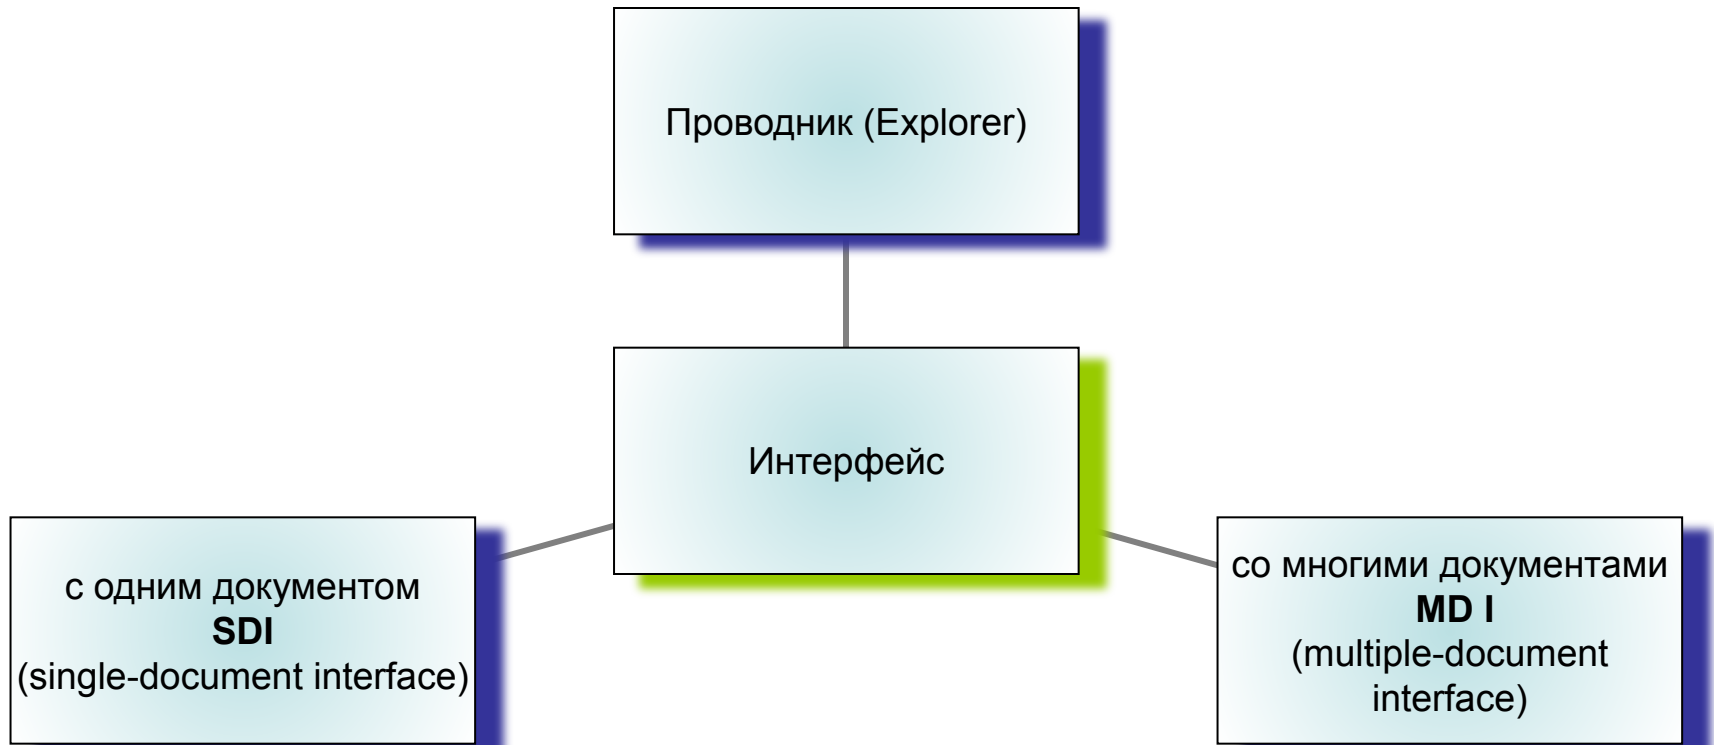 Проводник (Explorer)
Интерфейс
с одним документом
SDI
(single-document interface)
со многими документами
MD I
(multiple-document
interface)